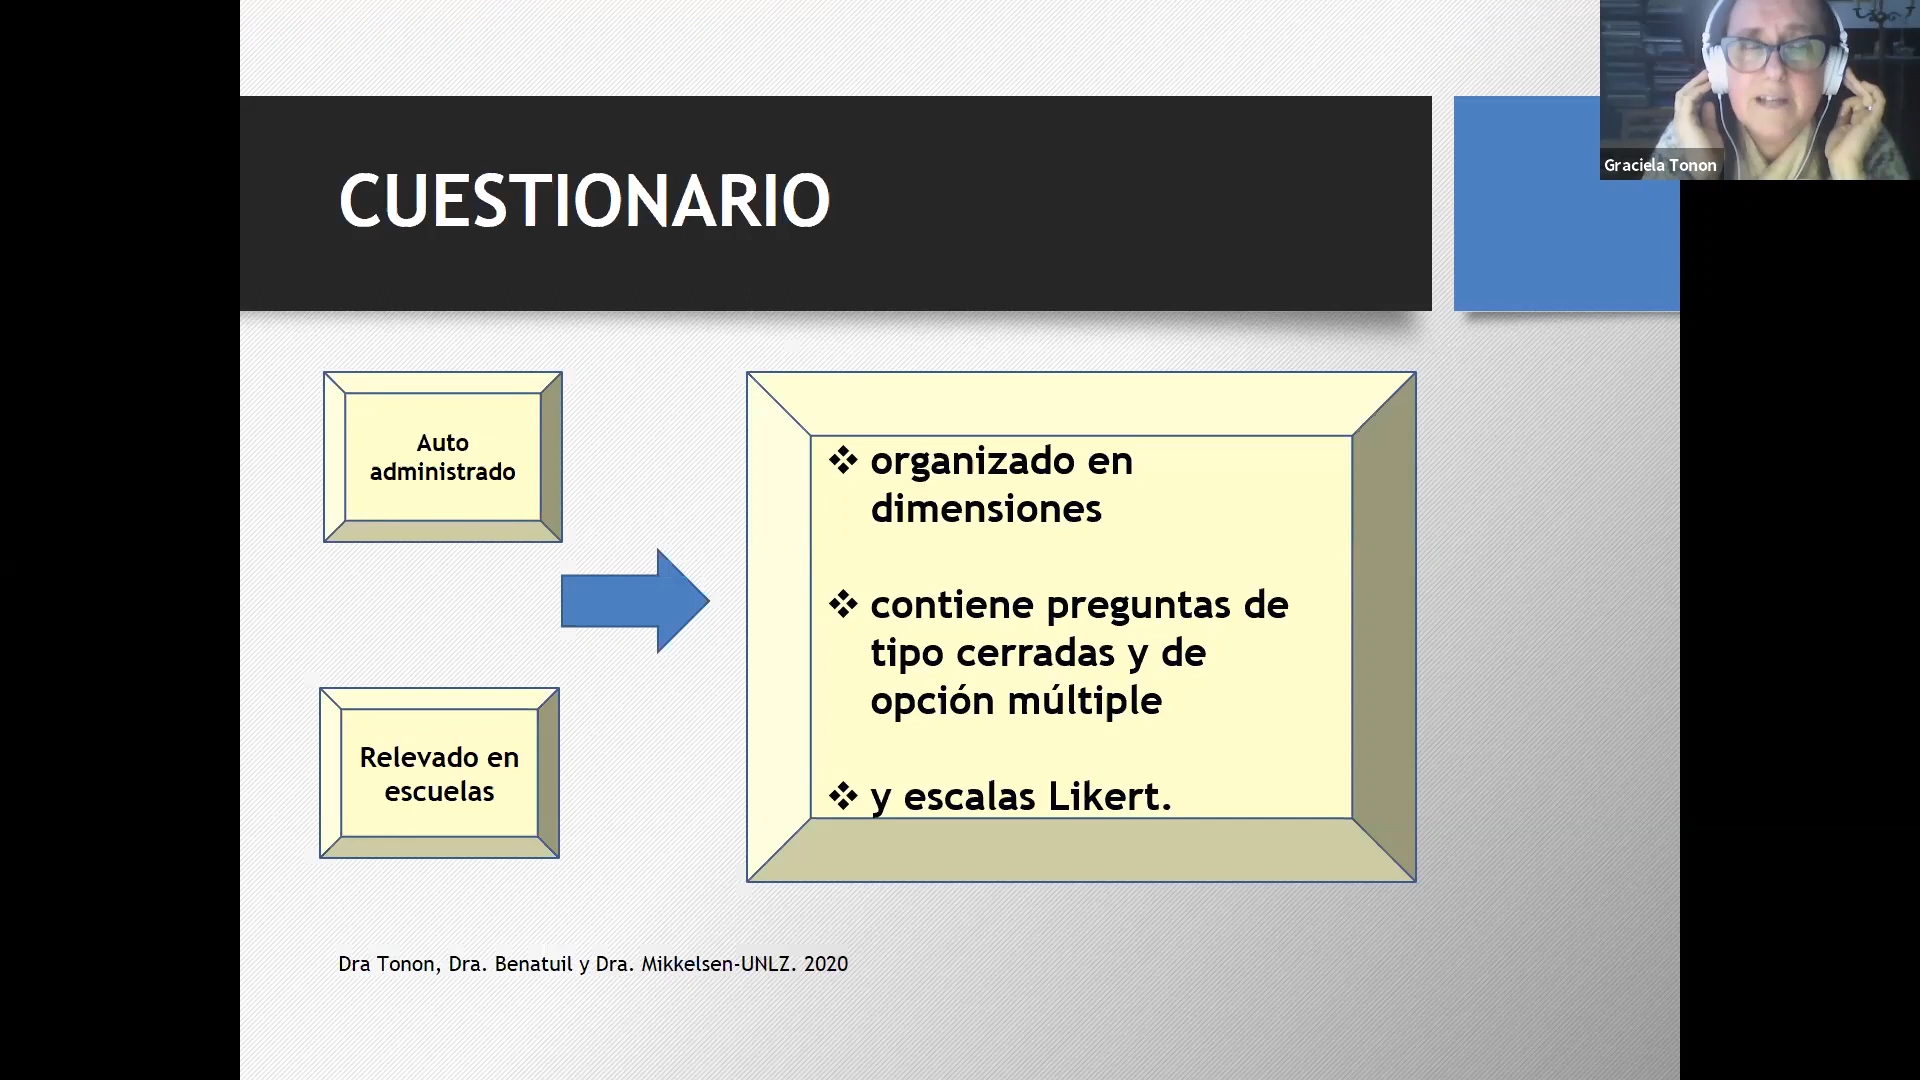 Graciela Tonon
CUESTIONARIO
Auto
administrado
Relevado en
escuelas
❖ organizado en
dimensiones
❖ contiene preguntas de
tipo cerradas y de
opción múltiple
❖ y escalas Likert.
Dra Tonon, Dra. Benatuil y Dra. Mikkelsen-UNLZ. 2020